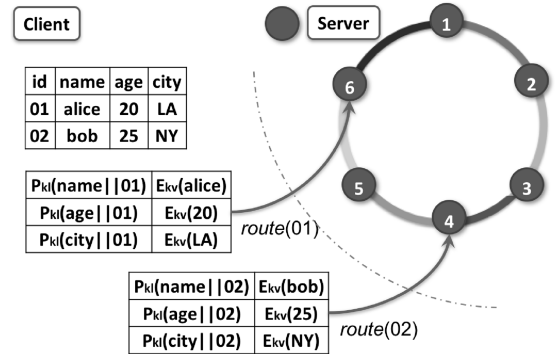 Client
Server
1
2
3
4
5
6
id name age city
01 alice 20 LA
02 bob 25 NY
Pkl(name||01) Ekv(alice)
Pkl(age||01) Ekv(20)
Pkl(city||01) Ekv(LA)
route(01)
Pkl(name||02) Ekv(bob)
Pkl(age||02) Ekv(25)
Pkl(city||02) Ekv(NY)
route(02)